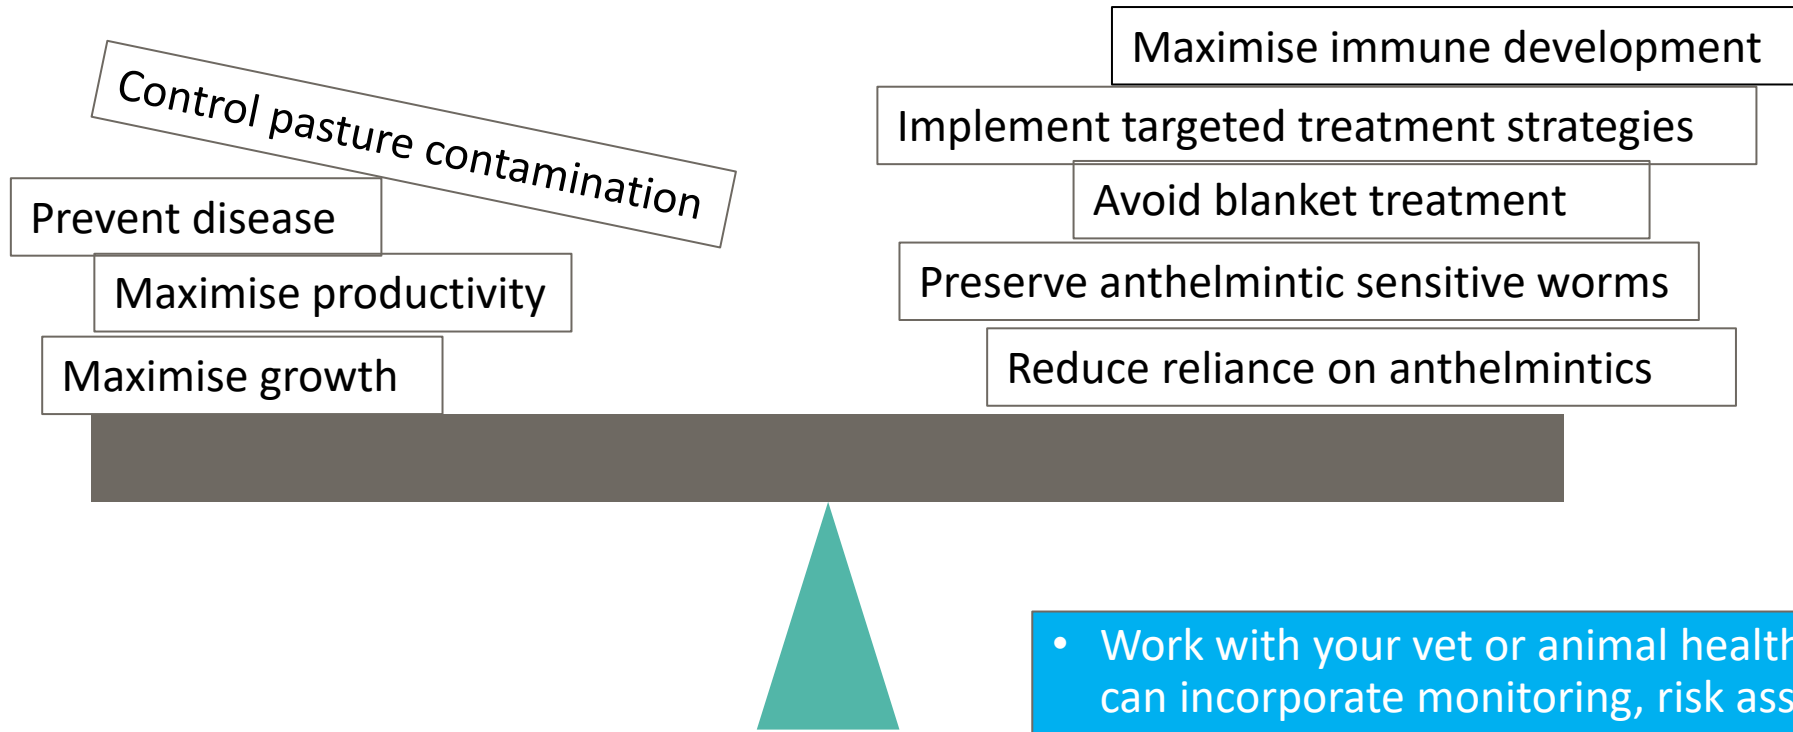 Control pasture contamination
Prevent disease
Maximise productivity
Maximise growth
Maximise immune development
Implement targeted treatment strategies
Avoid blanket treatment
Preserve anthelmintic sensitive worms
Reduce reliance on anthelmintics
• Work with your vet or animal health
can incorporate monitoring, risk ass